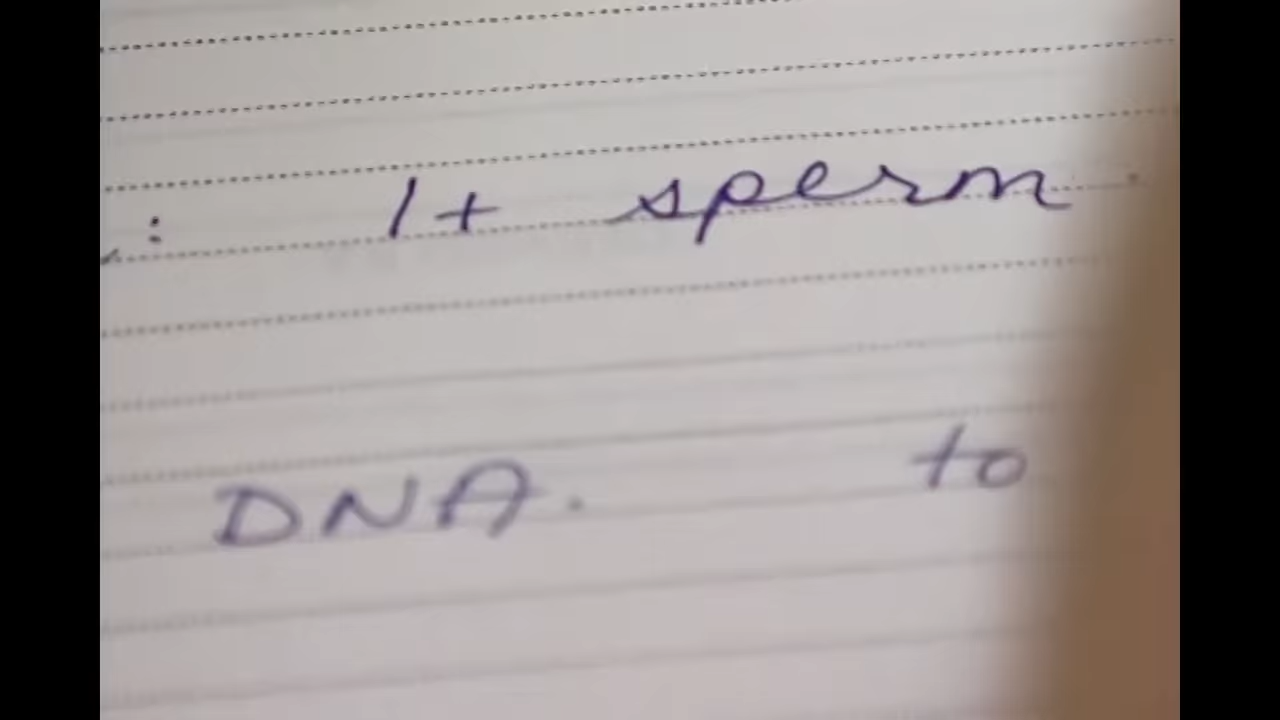 : 1+ sperm.
DNA. to